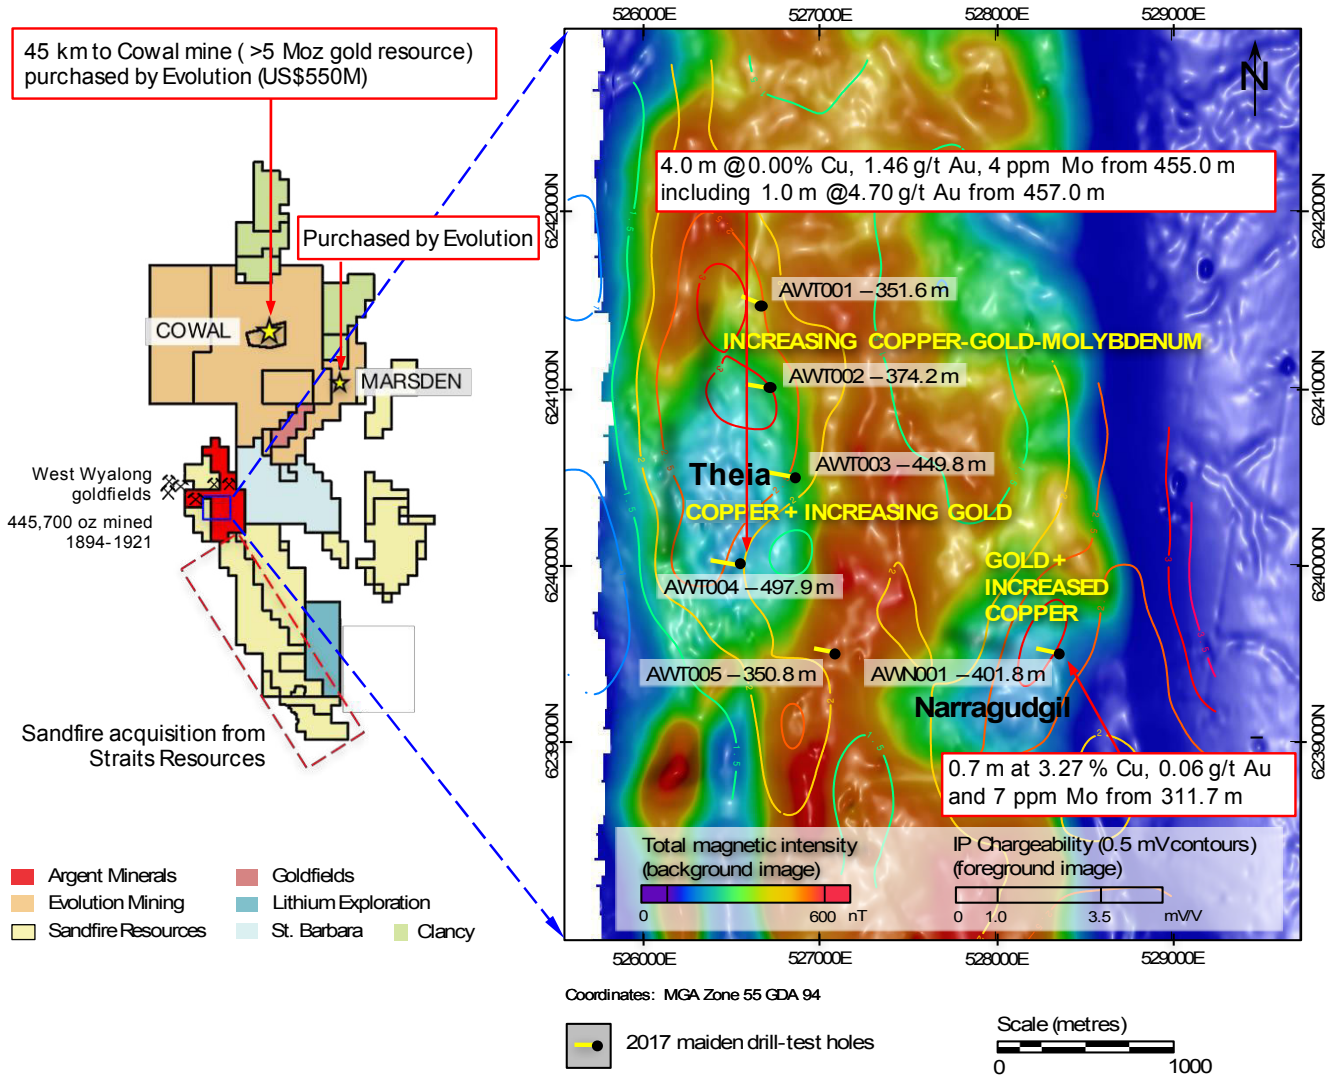 45 km to Cowal mine ( >5 Moz gold resource)
purchased by Evolution (US$550M)
Purchased by Evolution
COWAL
MARSDEN
West Wyalong
goldfields
445,700 oz mined
1894-1921
Sandfire acquisition from
Straits Resources
Argent Minerals
Evolution Mining
Sandfire Resources
Goldfields
Lithium Exploration
St. Barbara
Clancy
526000E
527000E
528000E
529000E
N
6242000N
6241000N
6240000N
6239000N
6242000N
6241000N
6240000N
6239000N
4.0 m @0.00% Cu, 1.46 g/t Au, 4 ppm Mo from 455.0 m
including 1.0 m @4.70 g/t Au from 457.0 m
AWT001 – 351.6 m
INCREASING COPPER-GOLD-MOLYBDENUM
AWT002 – 374.2 m
AWT003 – 449.8 m
Theia
COPPER + INCREASING GOLD
GOLD +
INCREASED
COPPER
AWT004 – 497.9 m
AWT005 – 350.8 m
AWN001 – 401.8 m
Narragudgil
0.7 m at 3.27 % Cu, 0.06 g/t Au
and 7 ppm Mo from 311.7 m
Total magnetic intensity
(background image)
0 600 nT
IP Chargeability (0.5 mV contours)
(foreground image)
0 1.0 3.5 mV/V
526000E
527000E
528000E
529000E
Coordinates: MGA Zone 55 GDA 94
2017 maiden drill-test holes
Scale (metres)
0 1000